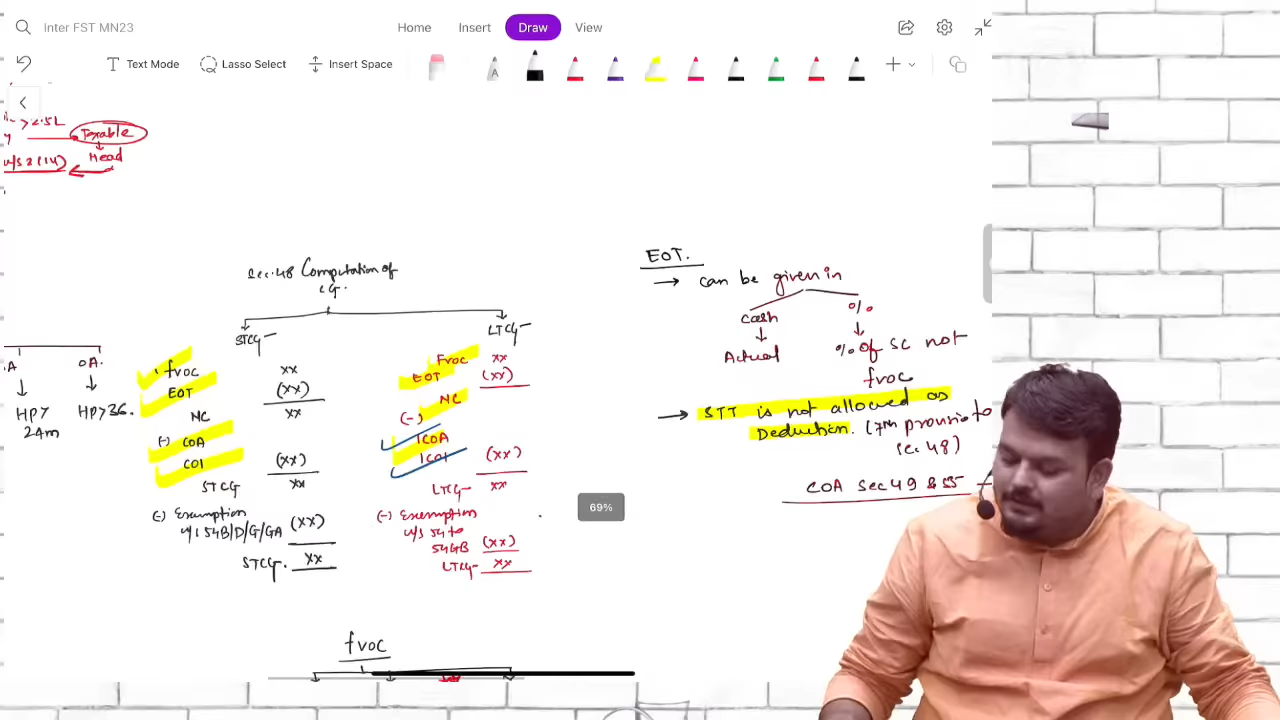 Inter FST MN23
Home
Insert
Draw
View
Text Mode
Lasso Select
Insert Space
>2.5L
y
Taxable
Head
u/s 2(14)
.A
OA.
HP>
24m
HP>36.
Sec.48 Computation of
CG.
STCG
fvoc xx
EOT (xx)
NC xx
(-) COA
COI (xx)
STCG xx
(-) Exemption
u/s 54B/D/G/GA (xx)
STCG. xx
LTCG
Fvoc xx
EOT (xx)
NC
(-)
ICOA
ICOI (xx)
LTCG xx
(-) Exemption
u/s 54 to
54GB (xx)
LTCG xx
fvoc
EOT.
→ can be given in
Cash
%
Actual
% of SC not
fvoc
→ STT is not allowed as
Deduction. (7th proviso to
Sec 48)
COA Sec 49 & 55
69%